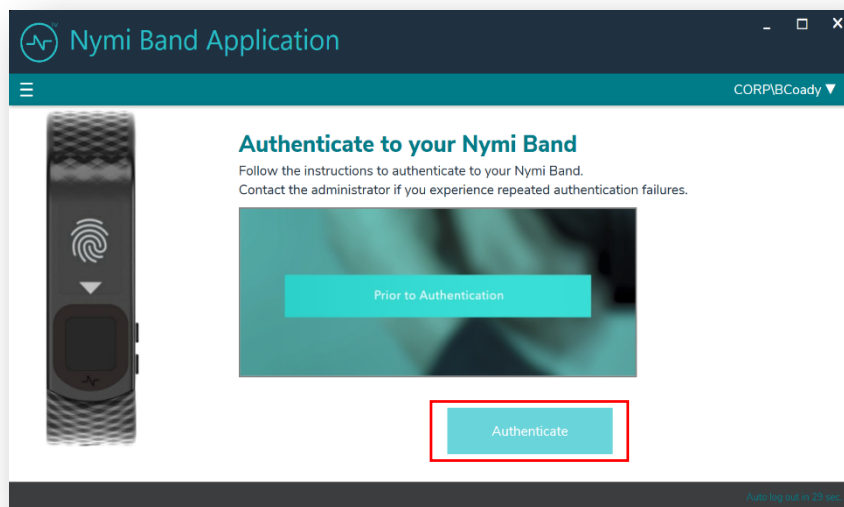 Nymi Band Application
CORP\BCoady ▼
Authenticate to your Nymi Band
Follow the instructions to authenticate to your Nymi Band.
Contact the administrator if you experience repeated authentication failures.
Prior to Authentication
Authenticate
Auto log out in 23 sec